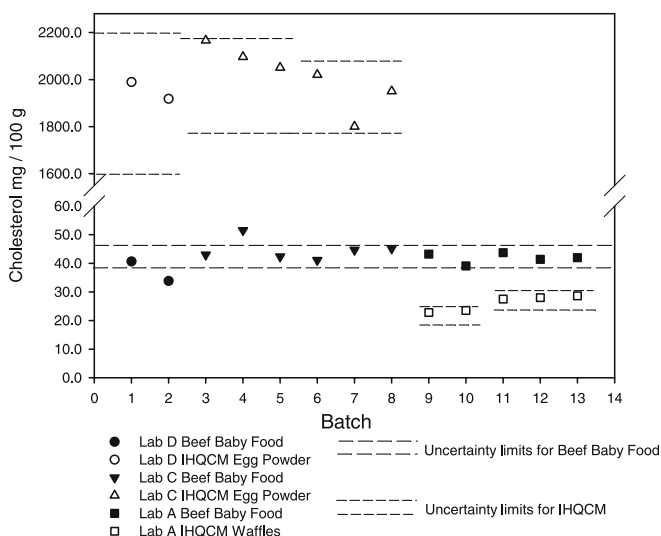 2200.0
2000.0
1800.0
1600.0
60.0
50.0
40.0
30.0
20.0
10.0
0.0
Cholesterol mg / 100 g
0 1 2 3 4 5 6 7 8 9 10 11 12 13 14
Batch
Lab D Beef Baby Food
Lab D IHQCM Egg Powder
Lab C Beef Baby Food
Lab C IHQCM Egg Powder
Lab A Beef Baby Food
Lab A IHQCM Waffles
Uncertainty limits for Beef Baby Food
Uncertainty limits for IHQCM